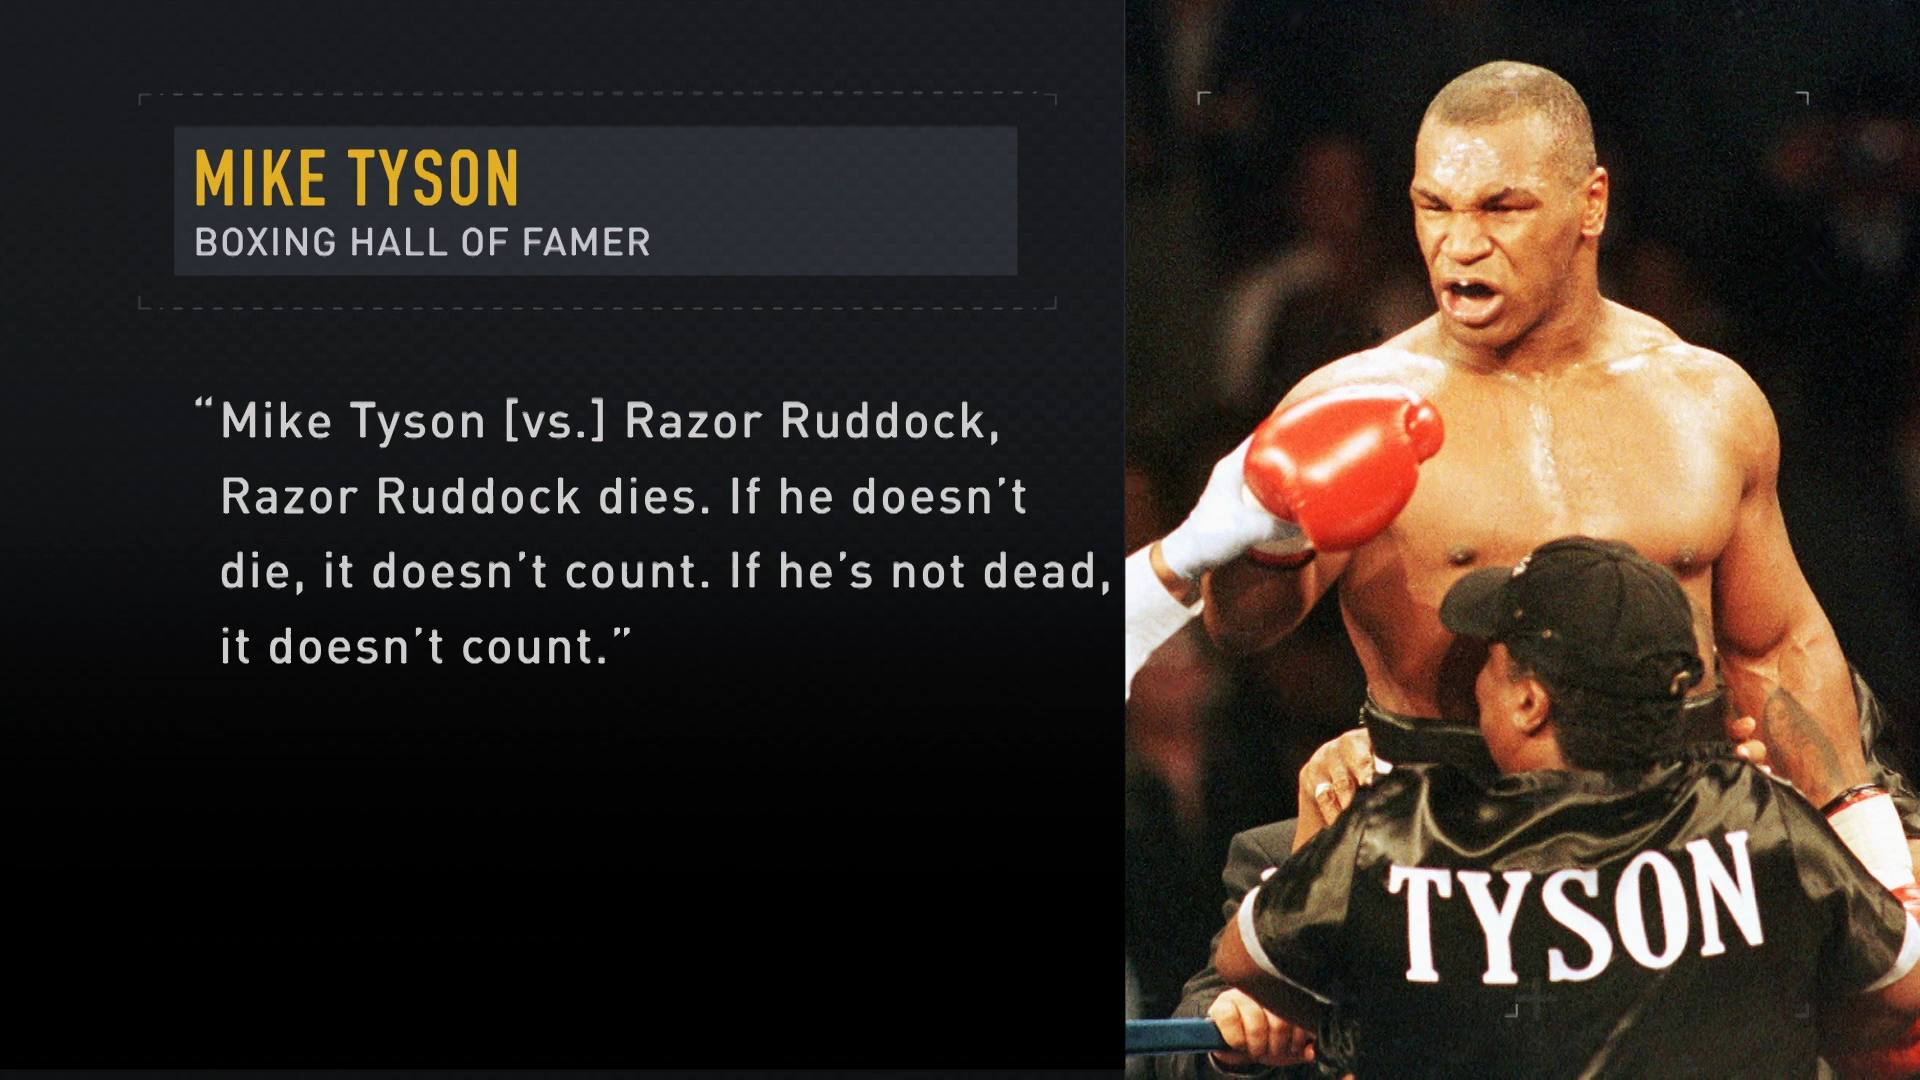 MIKE TYSON
BOXING HALL OF FAMER
“Mike Tyson [vs.] Razor Ruddock,
Razor Ruddock dies. If he doesn’t
die, it doesn’t count. If he’s not dead,
it doesn’t count.”
TYSON